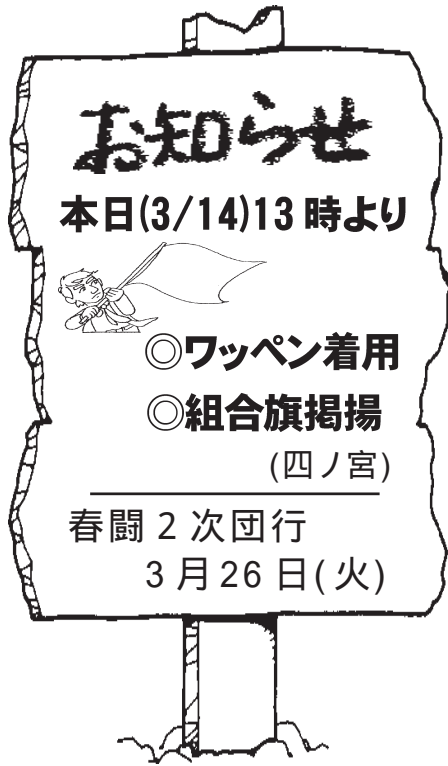 お知らせ
本日(3/14)13時より
◎ワッペン着用
◎組合旗掲揚
(四ノ宮)
春闘2次団行
3月26日(火)